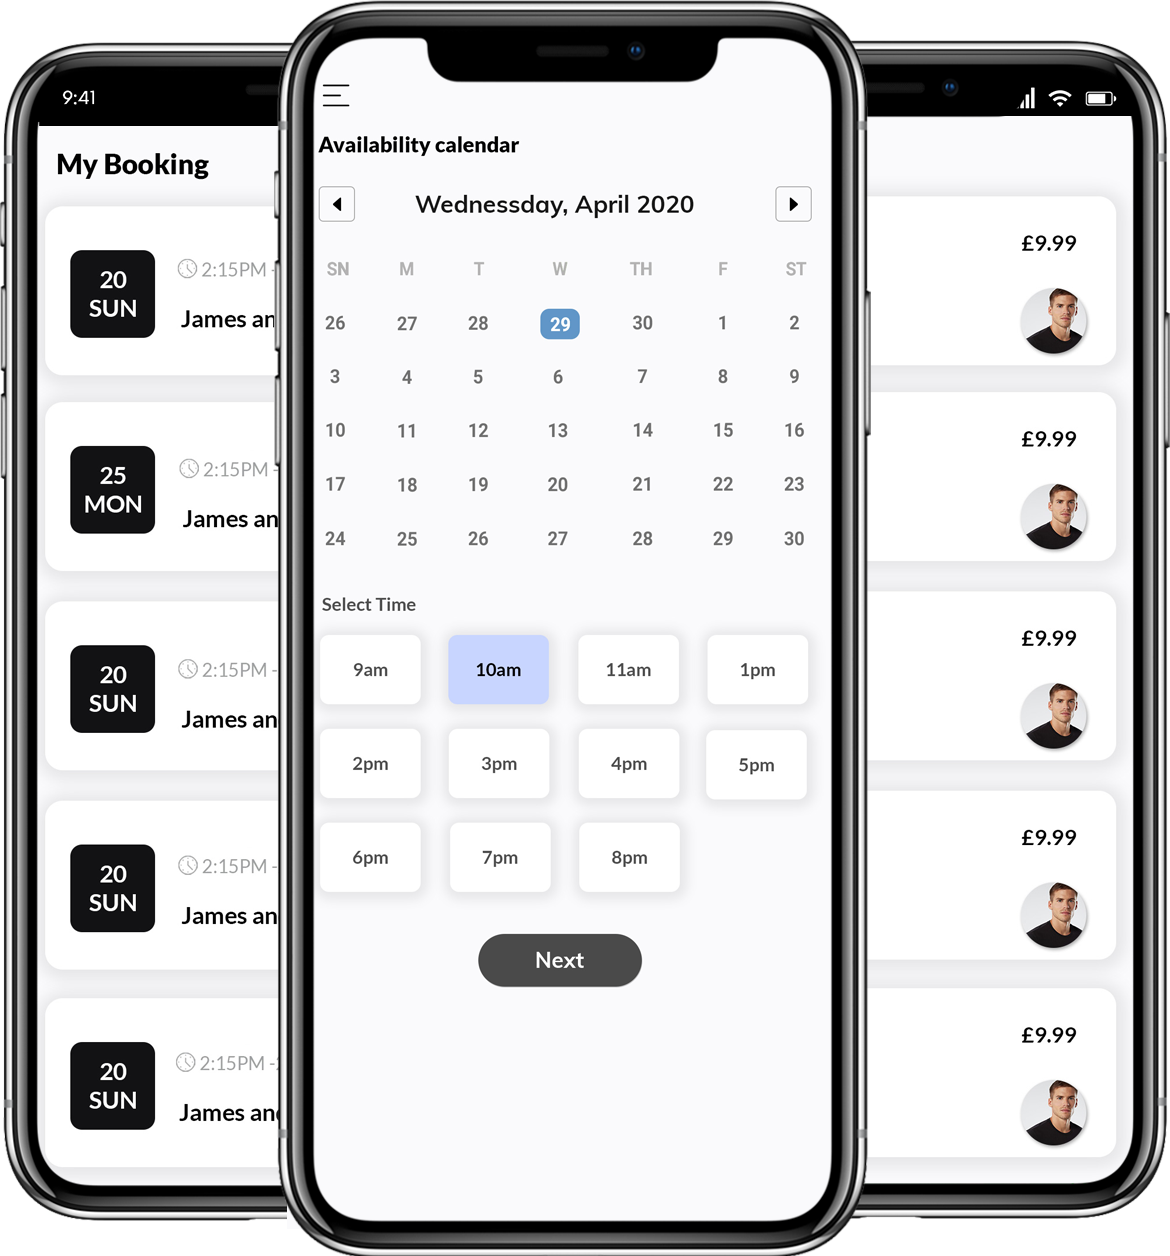 9:41
My Booking
20
SUN
2:15PM -
James an
25
MON
2:15PM -
James an
20
SUN
2:15PM -
James an
20
SUN
2:15PM -
James an
20
SUN
2:15PM -
James an
Availability calendar
Wednessday, April 2020
SN M T W TH F ST
26 27 28 29 30 1 2
3 4 5 6 7 8 9
10 11 12 13 14 15 16
17 18 19 20 21 22 23
24 25 26 27 28 29 30
Select Time
9am 10am 11am 1pm
2pm 3pm 4pm 5pm
6pm 7pm 8pm
Next
£9.99
£9.99
£9.99
£9.99
£9.99